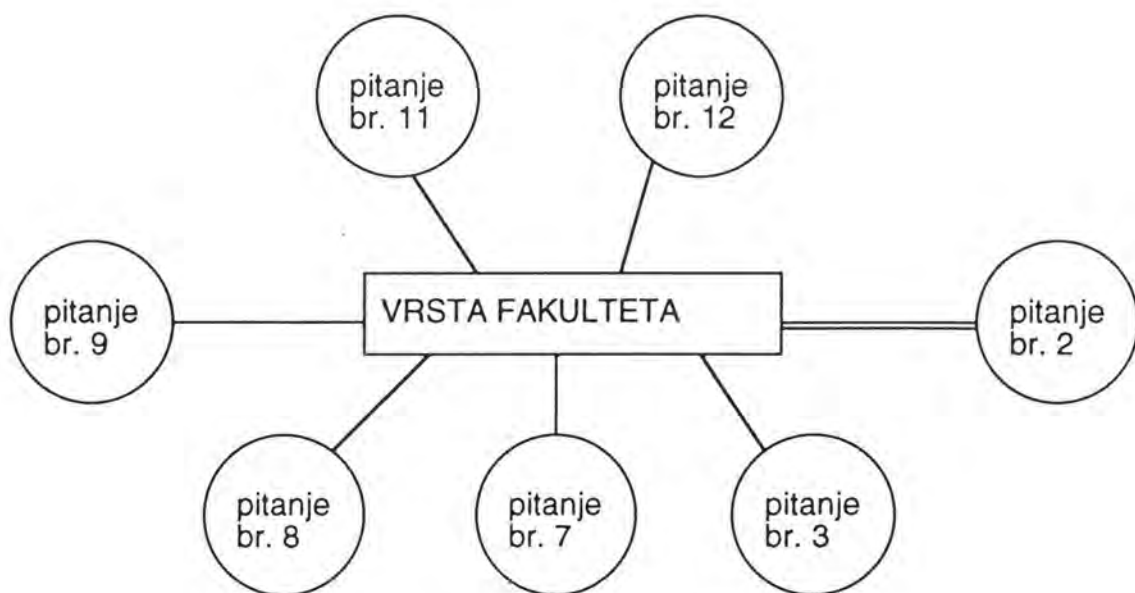 pitanje
br. 11
pitanje
br. 12
pitanje
br. 9
VRSTA FAKULTETA
pitanje
br. 2
pitanje
br. 8
pitanje
br. 7
pitanje
br. 3